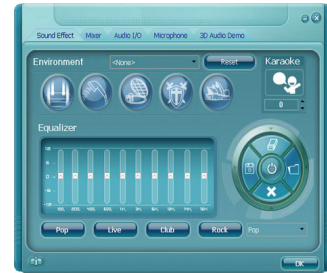 Sound Effect Mixer Audio I/O Microphone 3D Audio Demo
Environment <None> Reset Karaoke
0
Equalizer
Pop Live Club Rock Pop
OK